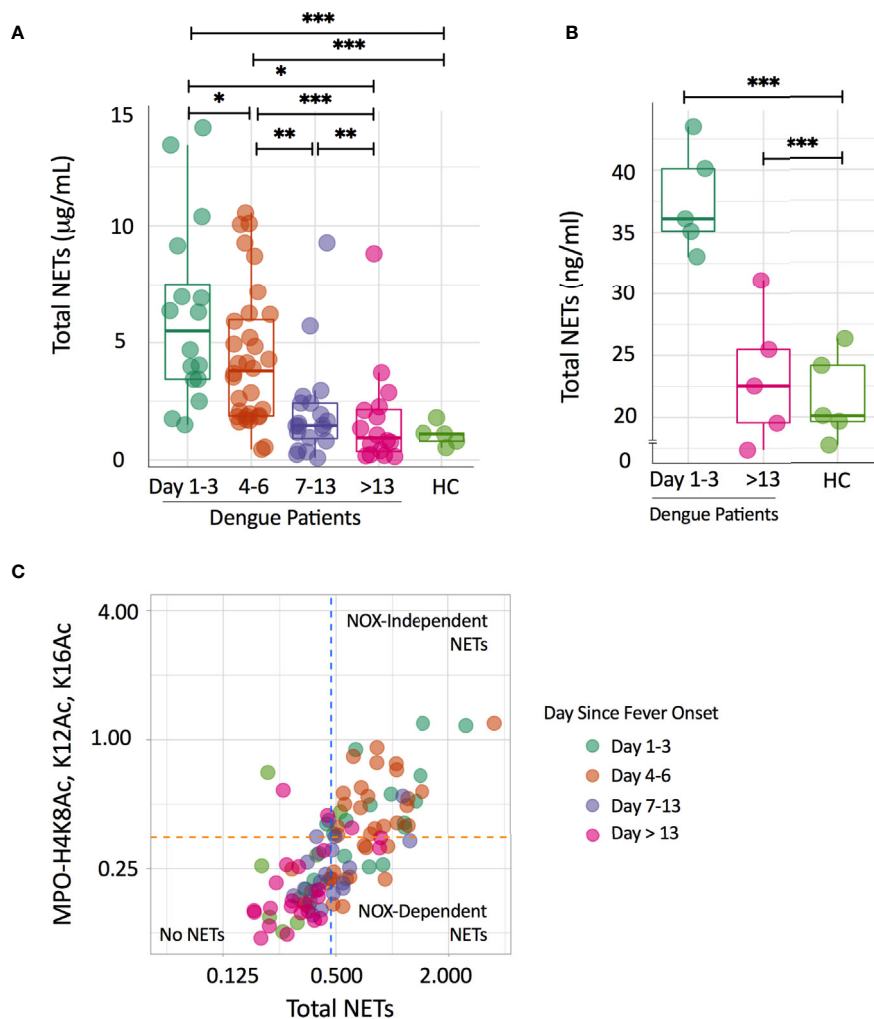 A
***
***
*
*
***
**
**
Total NETs (µg/mL)
15
10
5
0
Day 1-3 4-6 7-13 >13 HC
Dengue Patients
B
***
***
Total NETs (ng/ml)
40
35
30
25
20
0
Day 1-3 >13 HC
Dengue Patients
C
MPO-H4K8Ac, K12Ac, K16Ac
4.00
1.00
0.25
NOX-Independent
NETs
No NETs
NOX-Dependent
NETs
0.125 0.500 2.000
Total NETs
Day Since Fever Onset
Day 1-3
Day 4-6
Day 7-13
Day > 13